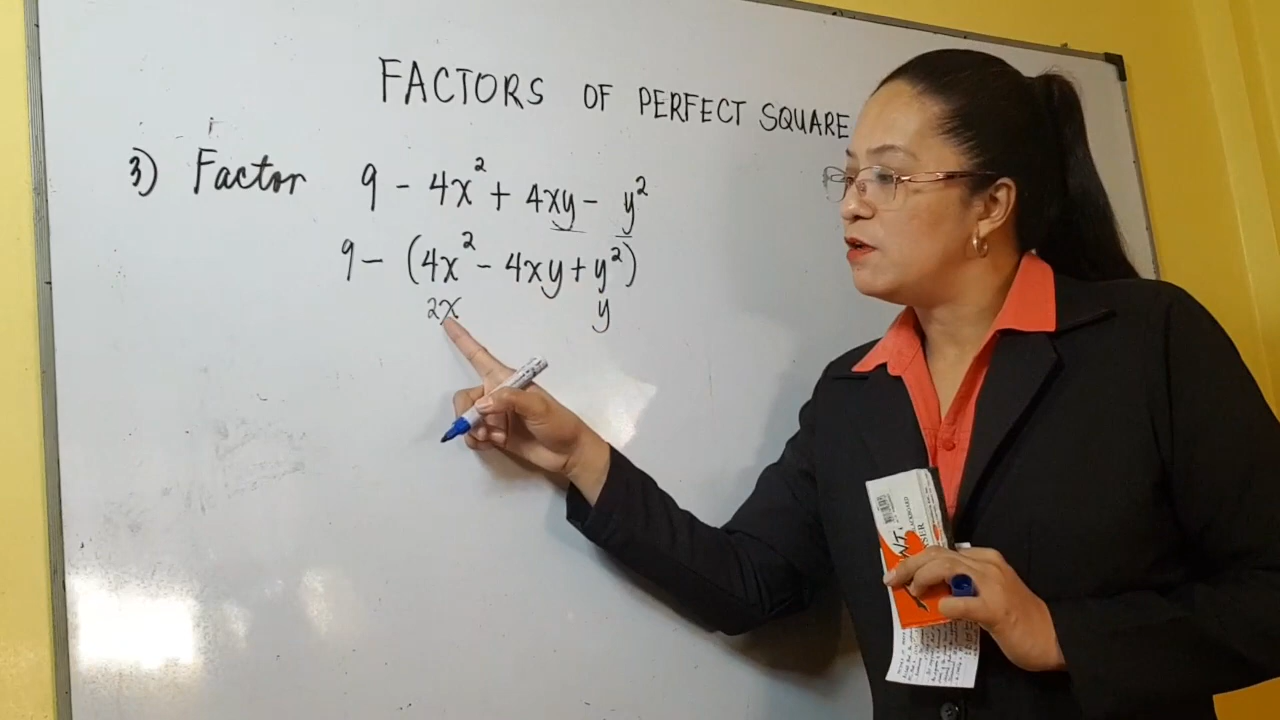 FACTORS OF PERFECT SQUARE
3) Factor 9 - 4x² + 4xy - y²
9 - (4x² - 4xy + y²)
2x y